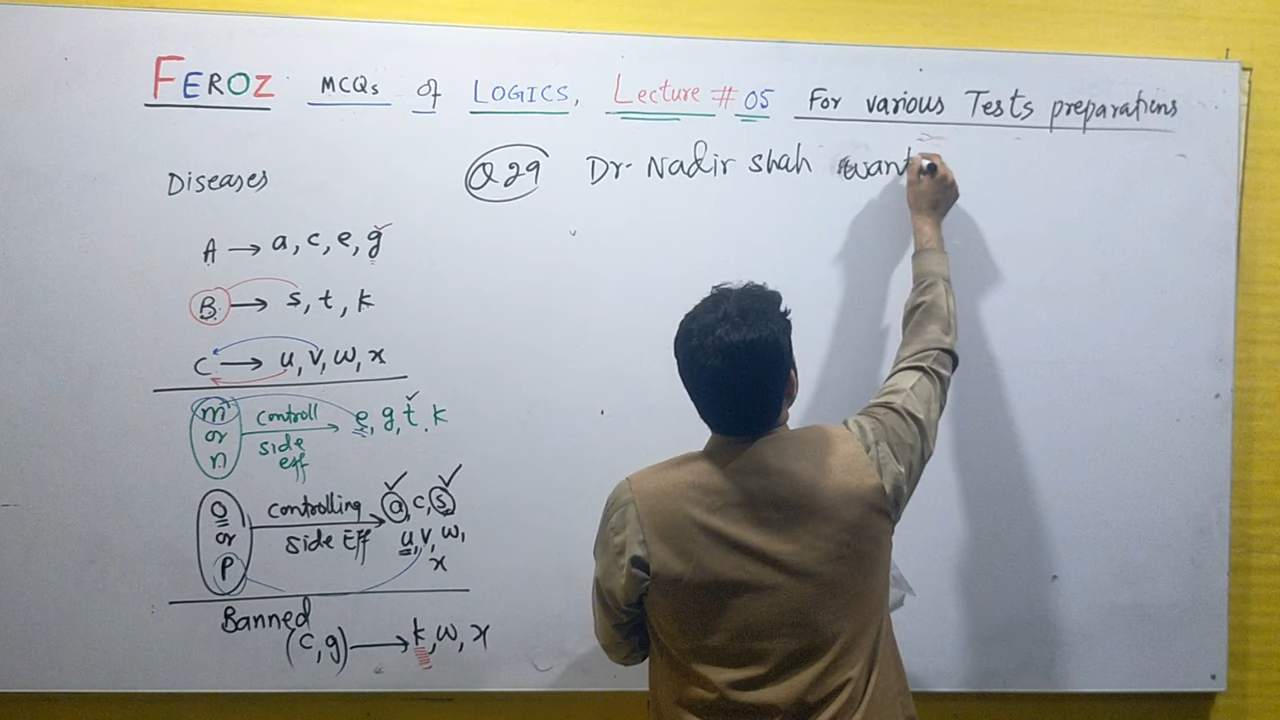 FEROZ MCQs of LOGICS, Lecture # 05 For various Tests preparations
Diseases
Q 29 Dr. Nadir Shah want
A → a, c, e, g
B → s, t, k
C → u, v, w, x
m or n controll side eff → e, g, t, k
o or p controlling side Eff → a, c, s, u, v, w, x
Banned
(c, g) → k, w, x